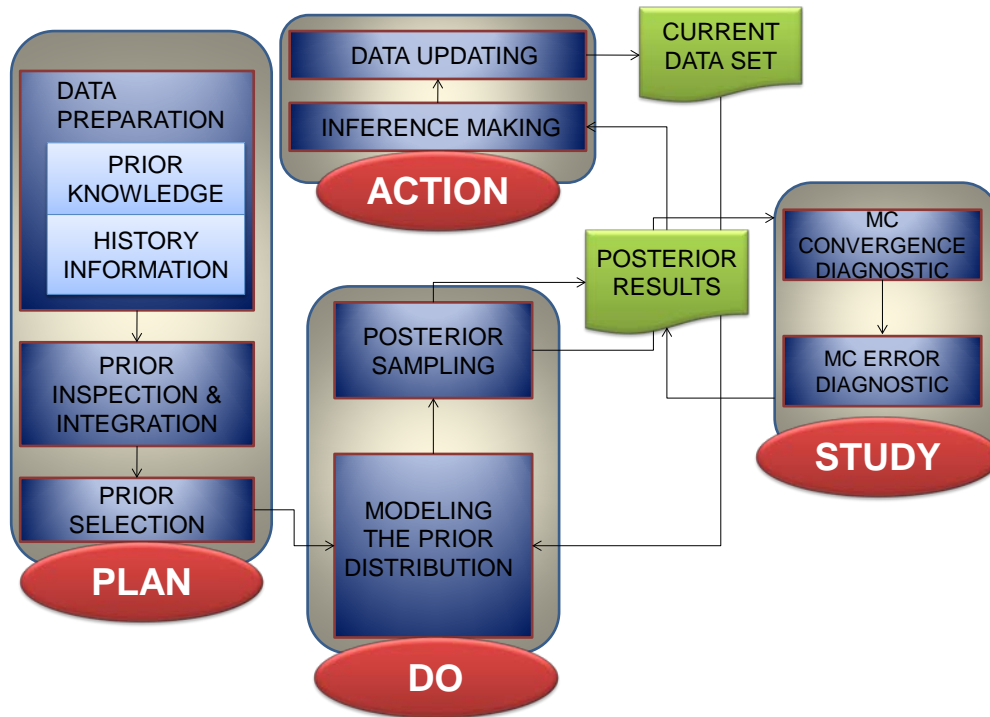 DATA
PREPARATION
PRIOR
KNOWLEDGE
HISTORY
INFORMATION
PRIOR
INSPECTION &
INTEGRATION
PRIOR
SELECTION
PLAN
DATA UPDATING
INFERENCE MAKING
ACTION
CURRENT
DATA SET
POSTERIOR
RESULTS
POSTERIOR
SAMPLING
MODELING
THE PRIOR
DISTRIBUTION
DO
MC
CONVERGENCE
DIAGNOSTIC
MC ERROR
DIAGNOSTIC
STUDY